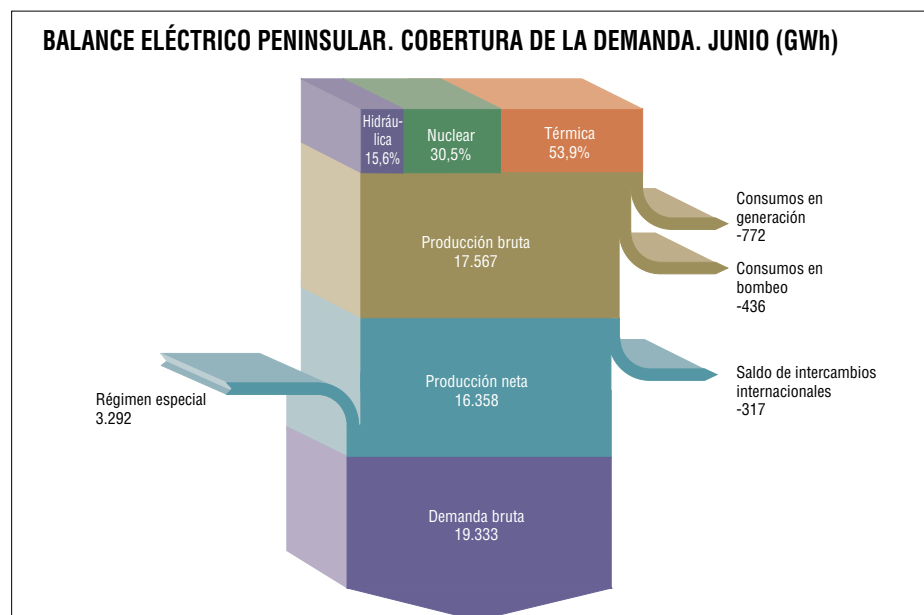 BALANCE ELÉCTRICO PENINSULAR. COBERTURA DE LA DEMANDA. JUNIO (GWh)
Hidráu-
lica
15,6%
Nuclear
30,5%
Térmica
53,9%
Consumos en
generación
-772
Producción bruta
17.567
Consumos en
bombeo
-436
Saldo de intercambios
internacionales
-317
Producción neta
16.358
Régimen especial
3.292
Demanda bruta
19.333